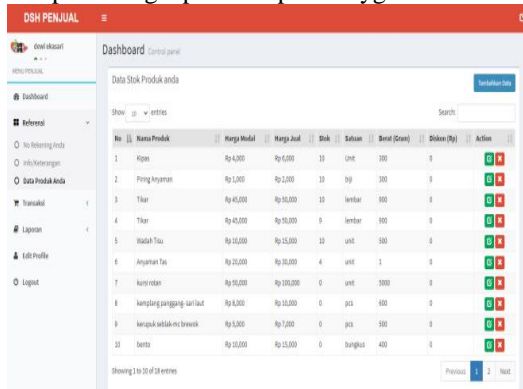 DSH PENJUAL
dewi ekasari
MENU PENJUAL
Dashboard
Referensi
No Rekening Anda
Info/Keterangan
Data Produk Anda
Transaksi
Laporan
Edit Profile
Logout
Dashboard Control panel
Data Stok Produk anda
Tambahkan Data
Show 10 entries
Search:
No Nama Produk Harga Modal Harga Jual Stok Satuan Berat (Gram) Diskon (Rp) Action
1 Kipas Rp 4,000 Rp 6,000 10 Unit 300 0
2 Piring Anyaman Rp 1,000 Rp 2,000 10 biji 300 0
3 Tikar Rp 45,000 Rp 50,000 10 lembar 900 0
4 Tikar Rp 45,000 Rp 50,000 9 lembar 900 0
5 Wadah Tisu Rp 10,000 Rp 15,000 10 unit 500 0
6 Anyaman Tas Rp 20,000 Rp 30,000 4 unit 1 0
7 kursi rotan Rp 50,000 Rp 100,000 0 unit 5000 0
8 kemplang panggang- sari laut Rp 8,000 Rp 10,000 0 pcs 600 0
9 kerupuk seblak-mc brewok Rp 5,000 Rp 7,000 0 pcs 500 0
10 bento Rp 10,000 Rp 15,000 0 bungkus 400 0
Showing 1 to 10 of 18 entries
Previous 1 2 Next